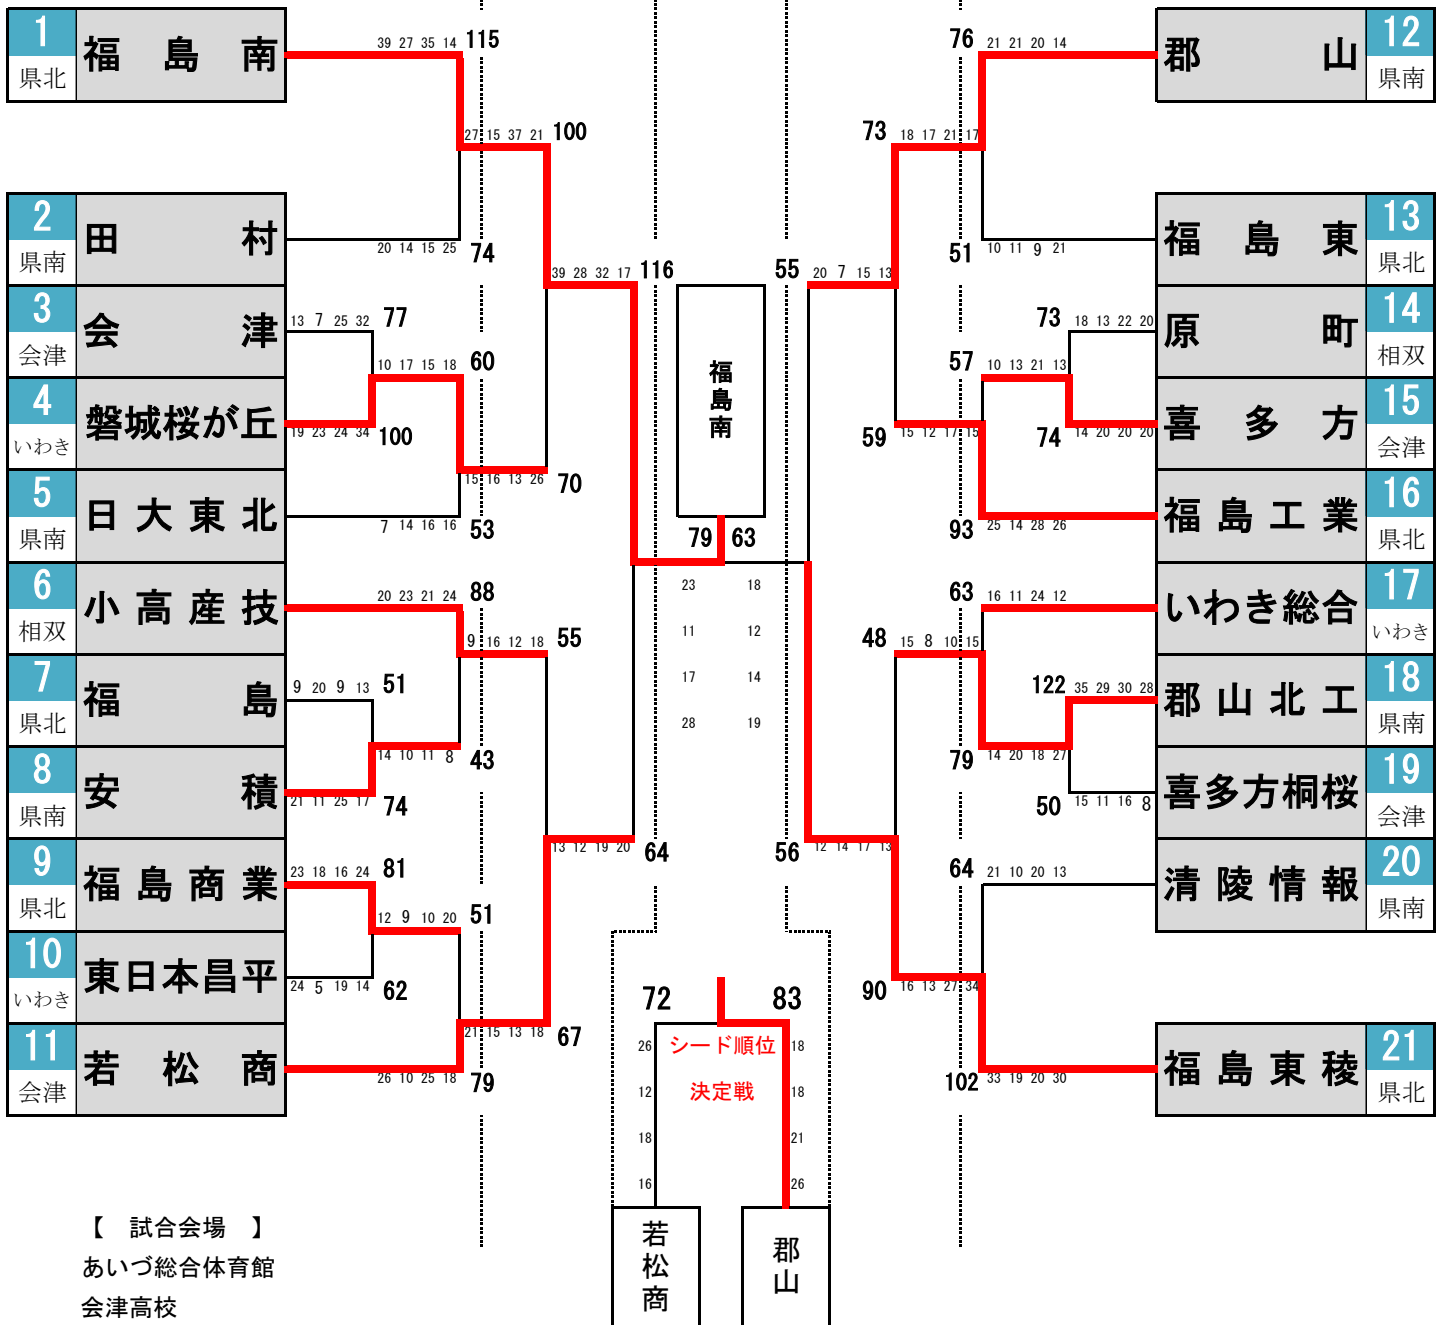 1 県北 福島南
39 27 35 14 115
27 15 37 21 100
2 県南 田村
20 14 15 25 74
39 28 32 17 116
3 会津 会津
13 7 25 32 77
10 17 15 18 60
4 いわき 磐城桜が丘
19 23 24 34 100
15 16 13 26 70
5 県南 日大東北
7 14 16 16 53
6 相双 小高産技
20 23 21 24 88
9 16 12 18 55
7 県北 福島
9 20 9 13 51
14 10 11 8 43
8 県南 安積
21 11 25 17 74
13 12 19 20 64
9 県北 福島商業
23 18 16 24 81
12 9 10 20 51
10 いわき 東日本昌平
24 5 19 14 62
21 15 13 18 67
11 会津 若松商
26 10 25 18 79
福島南
79 63
23 18
11 12
17 14
28 19
76 21 21 20 14
郡山 12 県南
73 18 17 21 17
51 10 11 9 21
福島東 13 県北
55 20 7 15 13
73 18 13 22 20
原町 14 相双
57 10 13 21 13
74 14 20 20 20
喜多方 15 会津
59 15 12 17 15
93 25 14 28 26
福島工業 16 県北
63 16 11 24 12
いわき総合 17 いわき
48 15 8 10 15
122 35 29 30 28
郡山北工 18 県南
79 14 20 18 27
50 15 11 16 8
喜多方桐桜 19 会津
56 12 14 17 13
64 21 10 20 13
清陵情報 20 県南
90 16 13 27 34
102 33 19 20 30
福島東稜 21 県北
72 83
シード順位
決定戦
26 18
12 18
18 21
16 26
若松商
郡山
【 試合会場 】
あいづ総合体育館
会津高校